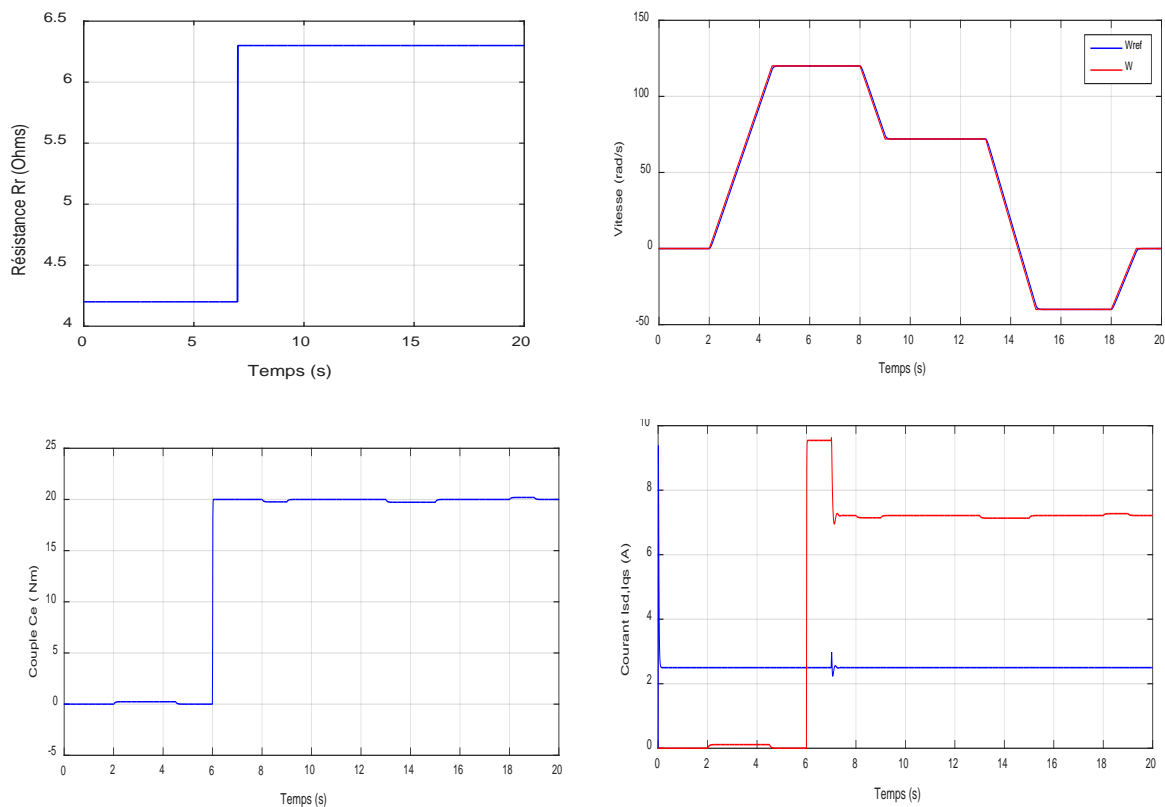 6.5
6
5.5
5
4.5
4
Résistance Rr (Ohms)
0 5 10 15 20
Temps (s)
150
100
50
0
-50
Vitesse (rad/s)
Wref
W
0 2 4 6 8 10 12 14 16 18 20
Temps (s)
25
20
15
10
5
0
-5
Couple Ce ( Nm)
0 2 4 6 8 10 12 14 16 18 20
Temps (s)
10
8
6
4
2
0
Courant Isd,Iqs (A)
0 2 4 6 8 10 12 14 16 18 20
Temps (s)